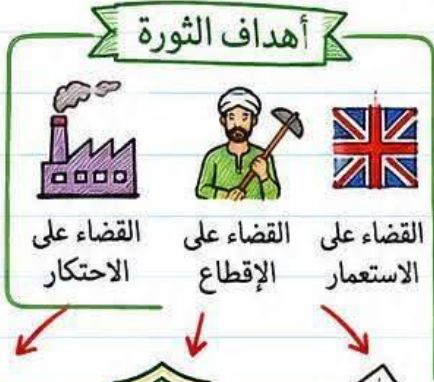 أهداف الثورة
القضاء على
الاستعمار
القضاء على
الإقطاع
القضاء على
الاحتكار